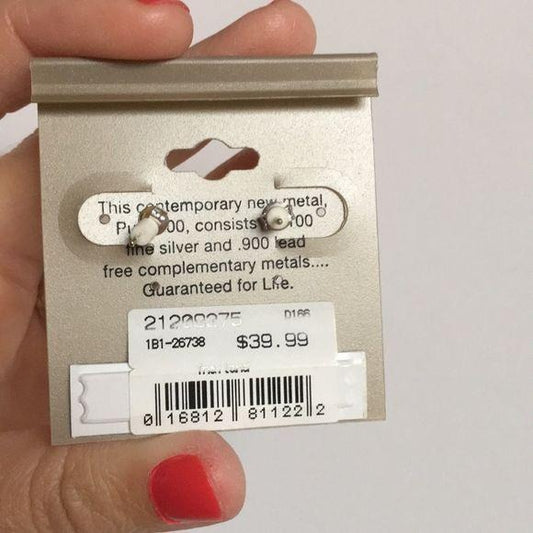 This contemporary new metal,
consists
fine silver and .900 lead
free complementary metals....
Guaranteed for Life.
D166
1B1-26738 $39.99
0 16812 81122 2